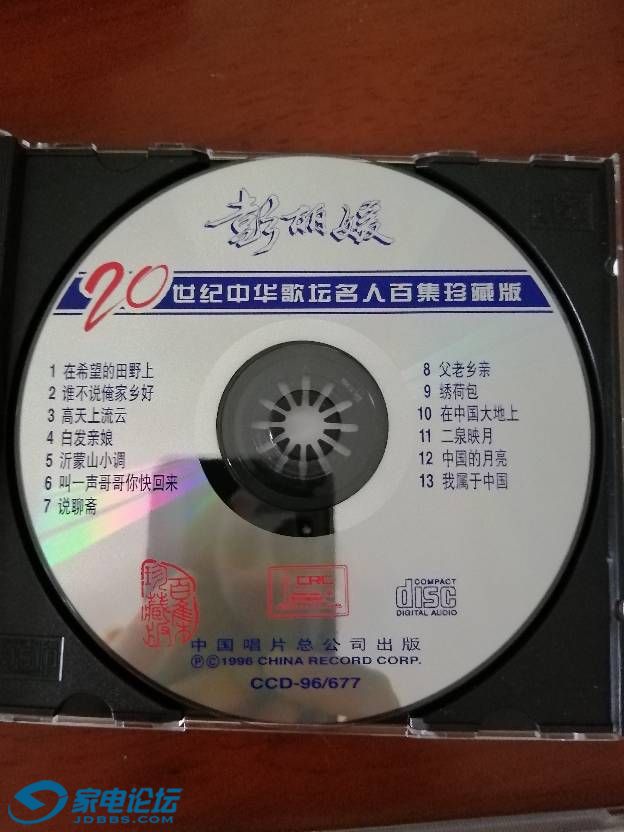 彭丽媛
20世纪中华歌坛名人百集珍藏版
1 在希望的田野上
2 谁不说俺家乡好
3 高天上流云
4 白发亲娘
5 沂蒙山小调
6 叫一声哥哥你快回来
7 说聊斋
8 父老乡亲
9 绣荷包
10 在中国大地上
11 二泉映月
12 中国的月亮
13 我属于中国
百集
珍藏版
CRC
COMPACT
disc
DIGITAL AUDIO
中国唱片总公司出版
Ⓟ©1996 CHINA RECORD CORP.
CCD-96/677
家电论坛
JDBBS.COM